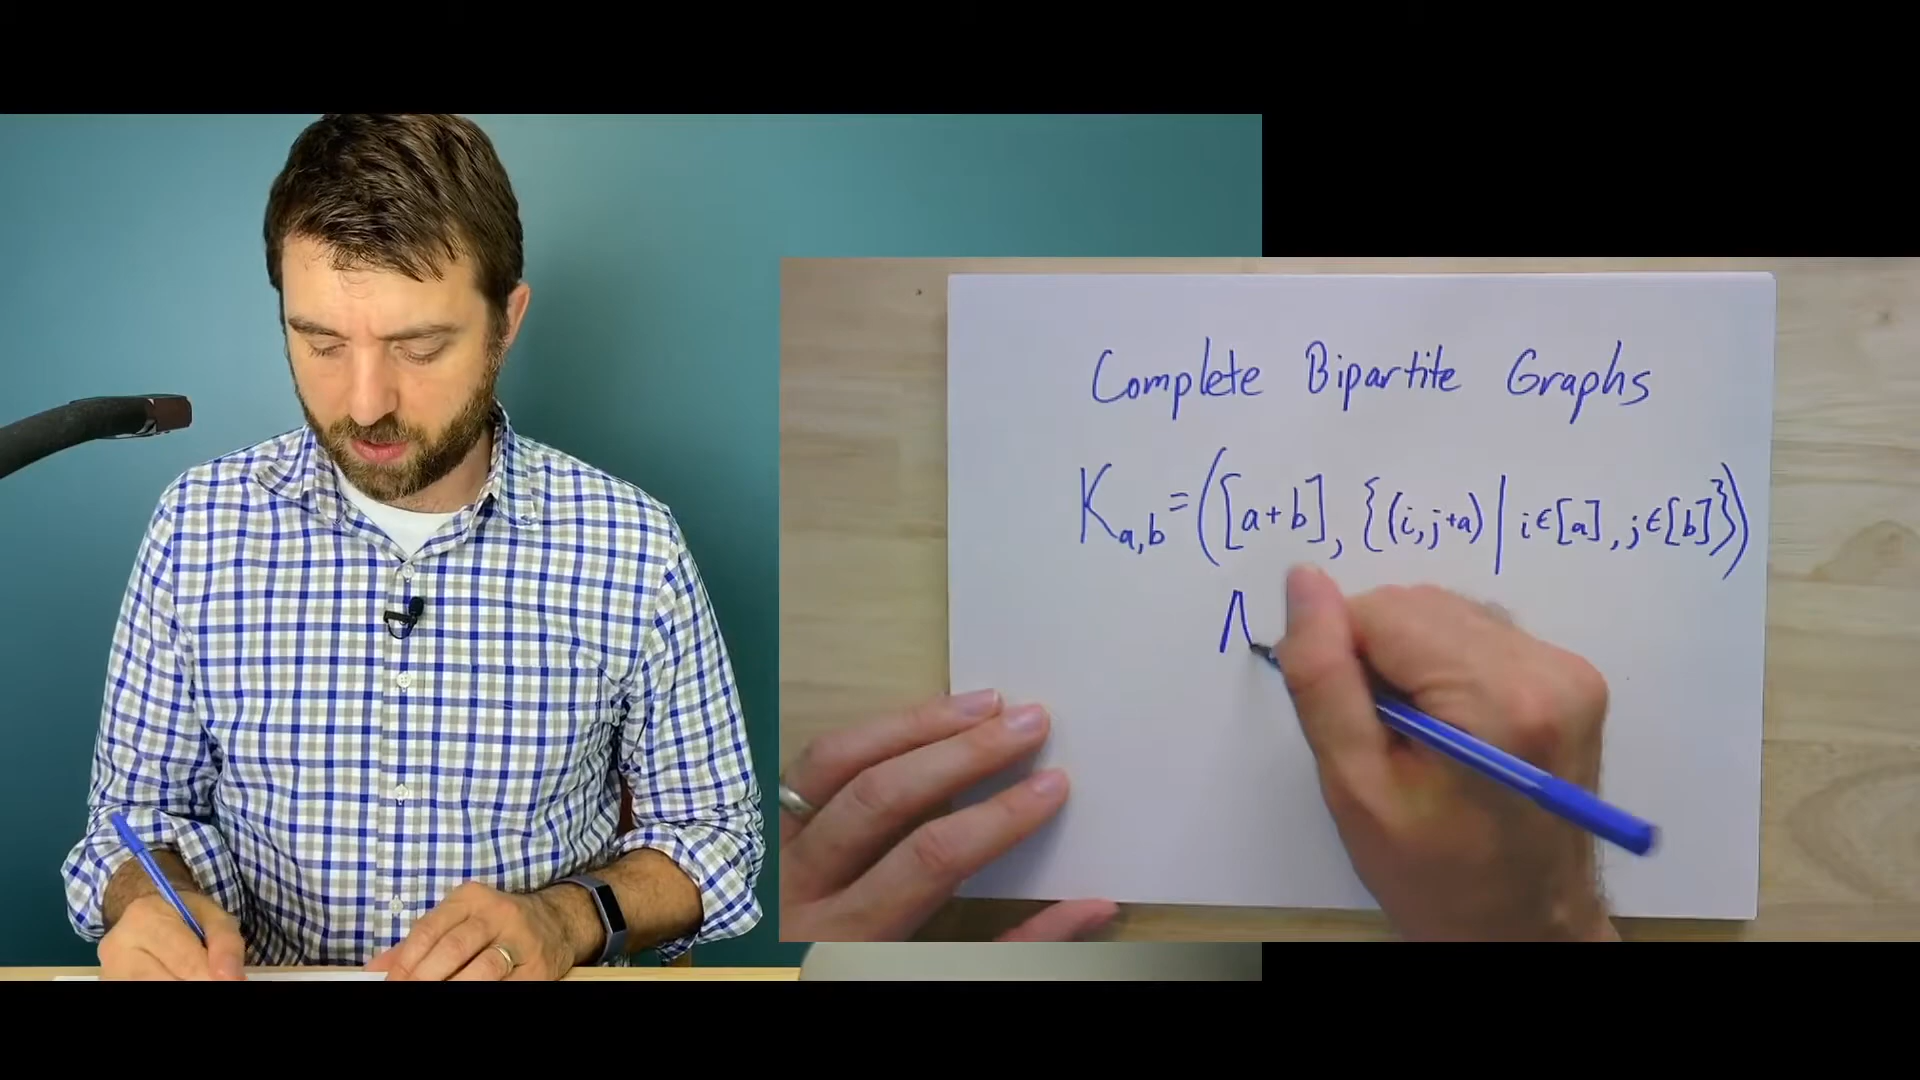 Complete Bipartite Graphs
K_{a,b} = ([a+b], {(i, j+a) | i∈[a], j∈[b]})